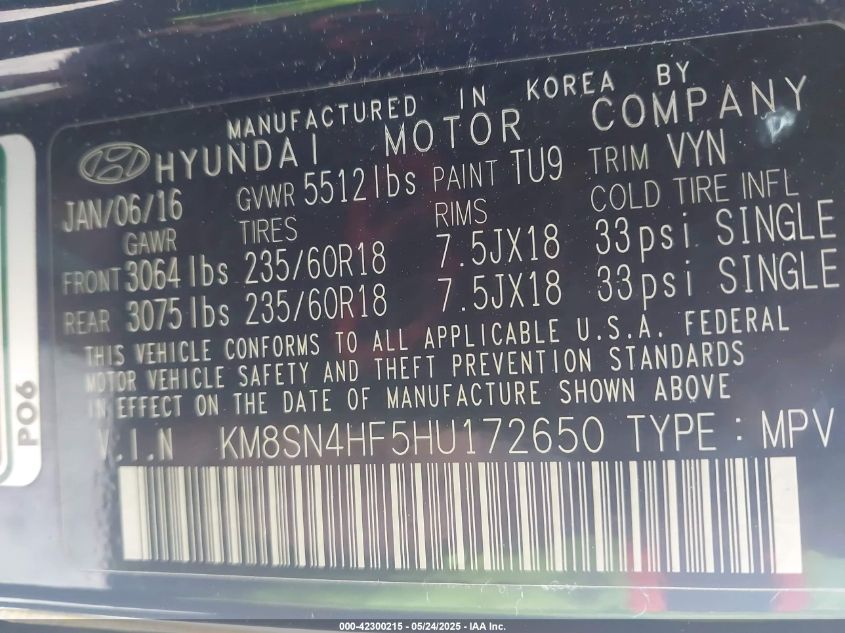 MANUFACTURED IN KOREA BY
HYUNDAI MOTOR COMPANY
JAN/06/16 GVWR 5512lbs PAINT TU9 TRIM VYN
GAWR TIRES RIMS COLD TIRE INFL
FRONT 3064lbs 235/60R18 7.5JX18 33psi SINGLE
REAR 3075lbs 235/60R18 7.5JX18 33psi SINGLE
THIS VEHICLE CONFORMS TO ALL APPLICABLE U.S.A. FEDERAL
MOTOR VEHICLE SAFETY AND THEFT PREVENTION STANDARDS
IN EFFECT ON THE DATE OF MANUFACTURE SHOWN ABOVE
V.I.N KM8SN4HF5HU172650 TYPE : MPV
PO6
000-42300215 - 05/24/2025 - IAA Inc.